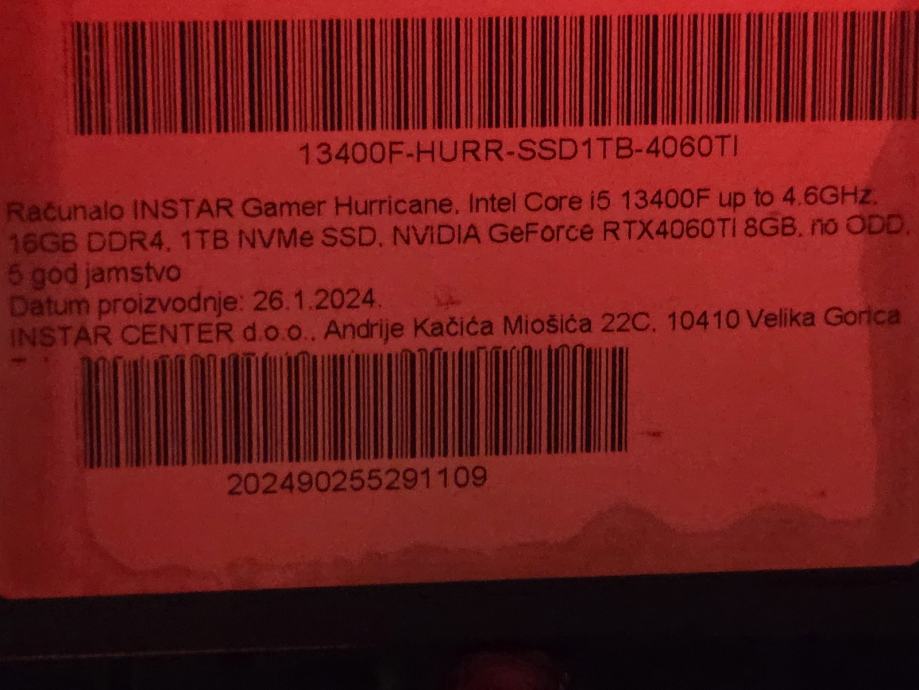 13400F-HURR-SSD1TB-4060TI
Računalo INSTAR Gamer Hurricane, Intel Core i5 13400F up to 4.6GHz,
16GB DDR4, 1TB NVMe SSD, NVIDIA GeForce RTX4060TI 8GB, no ODD,
5 god jamstvo
Datum proizvodnje: 26.1.2024.
INSTAR CENTER d.o.o., Andrije Kačića Miošića 22C, 10410 Velika Gorica
202490255291109